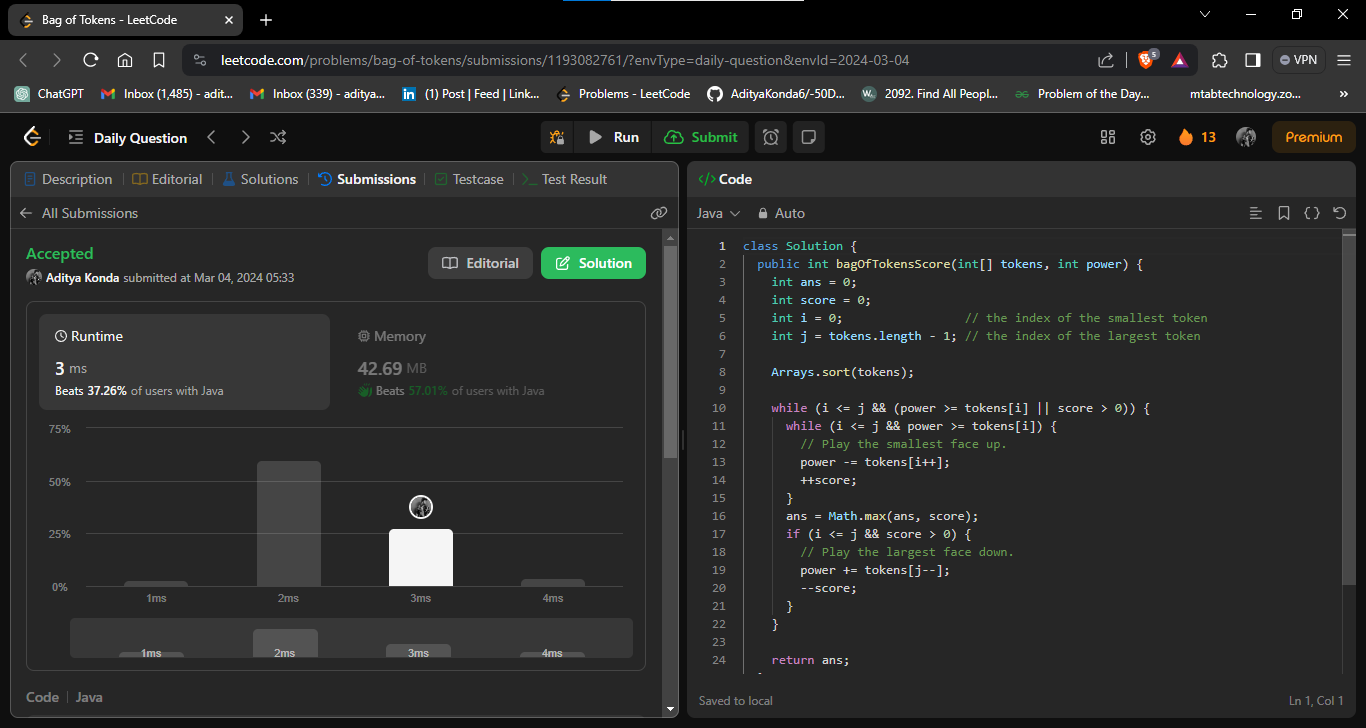 Bag of Tokens - LeetCode
leetcode.com/problems/bag-of-tokens/submissions/1193082761/?envType=daily-question&envId=2024-03-04
5
VPN
ChatGPT Inbox (1,485) - adit... Inbox (339) - aditya... (1) Post | Feed | Link... Problems - LeetCode AdityaKonda6/-50D... 2092. Find All Peopl... Problem of the Day... mtabtechnology.zo... »
Daily Question Run Submit 13 Premium
Description Editorial Solutions Submissions Testcase Test Result
All Submissions
Accepted
Aditya Konda submitted at Mar 04, 2024 05:33
Editorial Solution
Runtime Memory
3 ms 42.69 MB
Beats 37.26% of users with Java Beats 57.01% of users with Java
75%
50%
25%
0%
1ms 2ms 3ms 4ms
1ms 2ms 3ms 4ms
Code | Java
</> Code
Java Auto
1 class Solution {
2 public int bagOfTokensScore(int[] tokens, int power) {
3 int ans = 0;
4 int score = 0;
5 int i = 0; // the index of the smallest token
6 int j = tokens.length - 1; // the index of the largest token
7
8 Arrays.sort(tokens);
9
10 while (i <= j && (power >= tokens[i] || score > 0)) {
11 while (i <= j && power >= tokens[i]) {
12 // Play the smallest face up.
13 power -= tokens[i++];
14 ++score;
15 }
16 ans = Math.max(ans, score);
17 if (i <= j && score > 0) {
18 // Play the largest face down.
19 power += tokens[j--];
20 --score;
21 }
22 }
23
24 return ans;
Saved to local Ln 1, Col 1